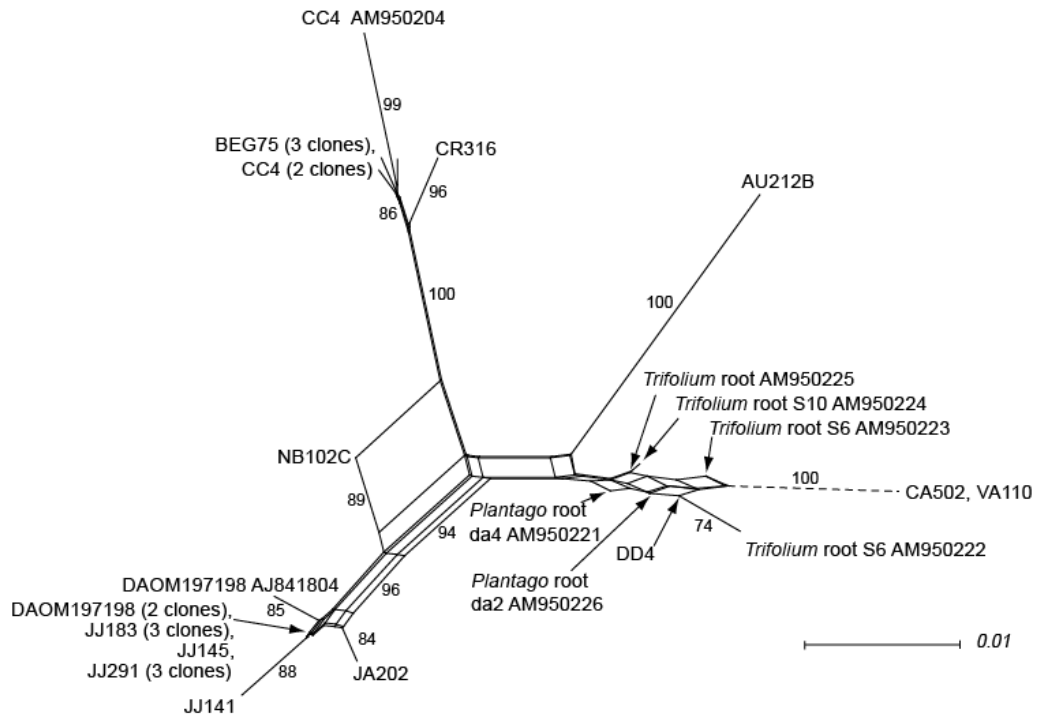 CC4 AM950204
99
BEG75 (3 clones),
CC4 (2 clones)
CR316
96
86
AU212B
100
100
Trifolium root AM950225
Trifolium root S10 AM950224
Trifolium root S6 AM950223
NB102C
89
100
CA502, VA110
Plantago root
da4 AM950221
94
DD4
74
Trifolium root S6 AM950222
Plantago root
da2 AM950226
DAOM197198 AJ841804
96
DAOM197198 (2 clones),
JJ183 (3 clones),
JJ145,
JJ291 (3 clones)
85
84
88
JA202
JJ141
0.01